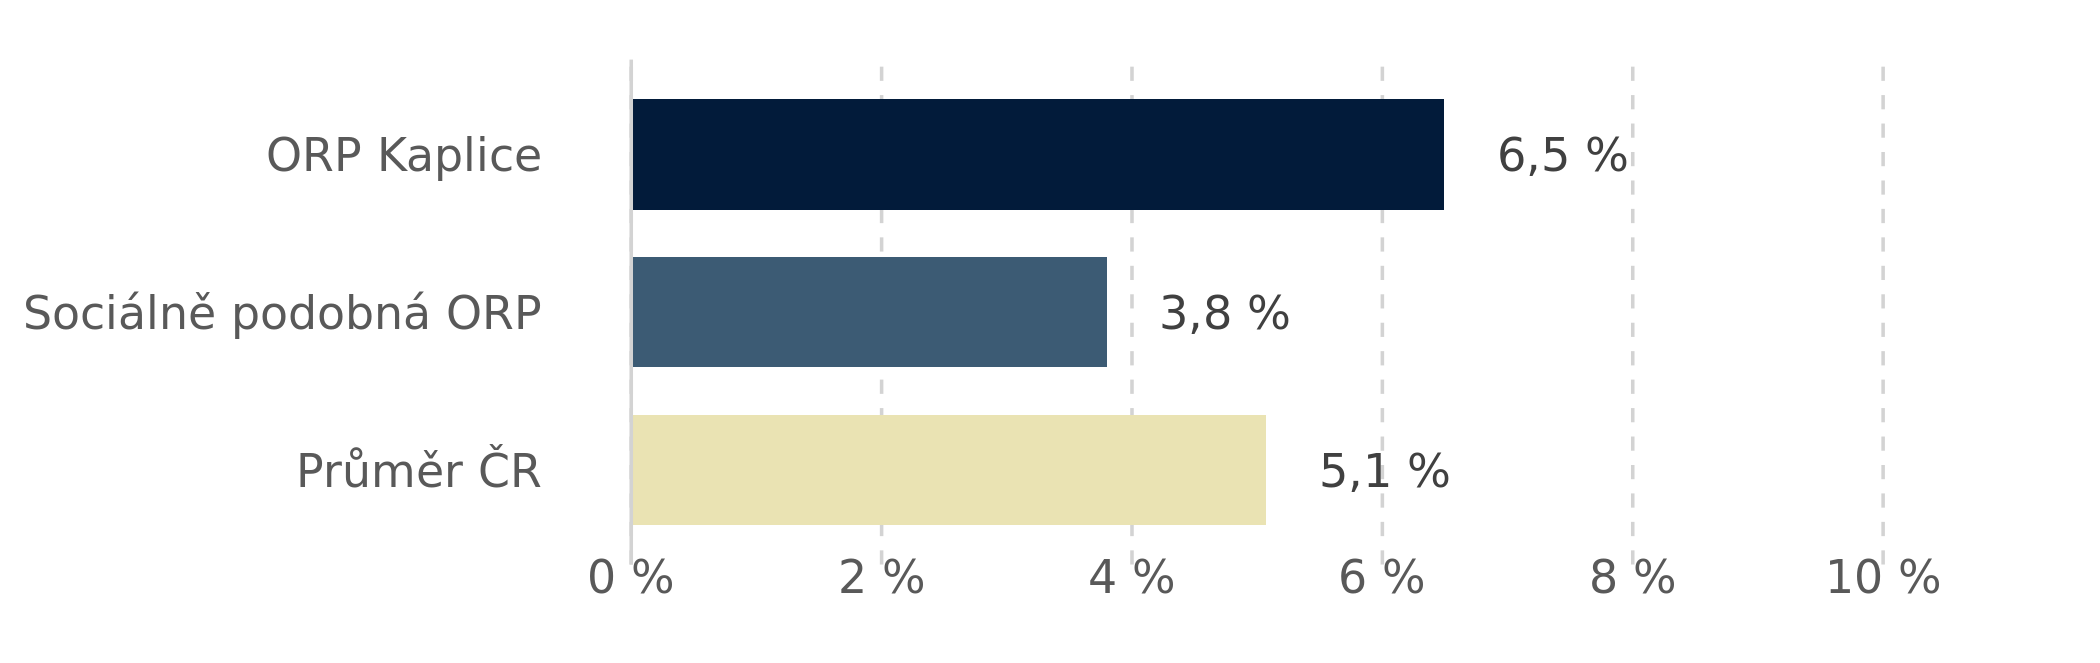 ORP Kaplice 6,5 %
Sociálně podobná ORP 3,8 %
Průměr ČR 5,1 %
0 % 2 % 4 % 6 % 8 % 10 %